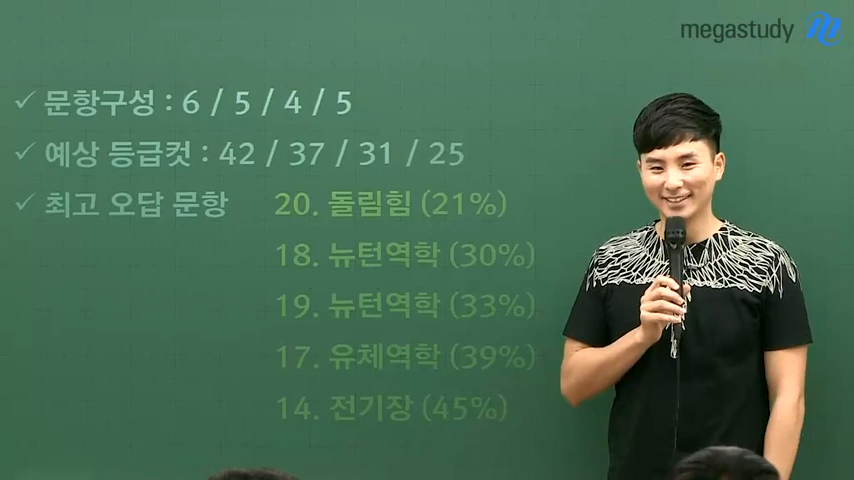 megastudy
✓ 문항구성 : 6 / 5 / 4 / 5
✓ 예상 등급컷 : 42 / 37 / 31 / 25
✓ 최고 오답 문항 20. 돌림힘 (21%)
18. 뉴턴역학 (30%)
19. 뉴턴역학 (33%)
17. 유체역학 (39%)
14. 전기장 (45%)